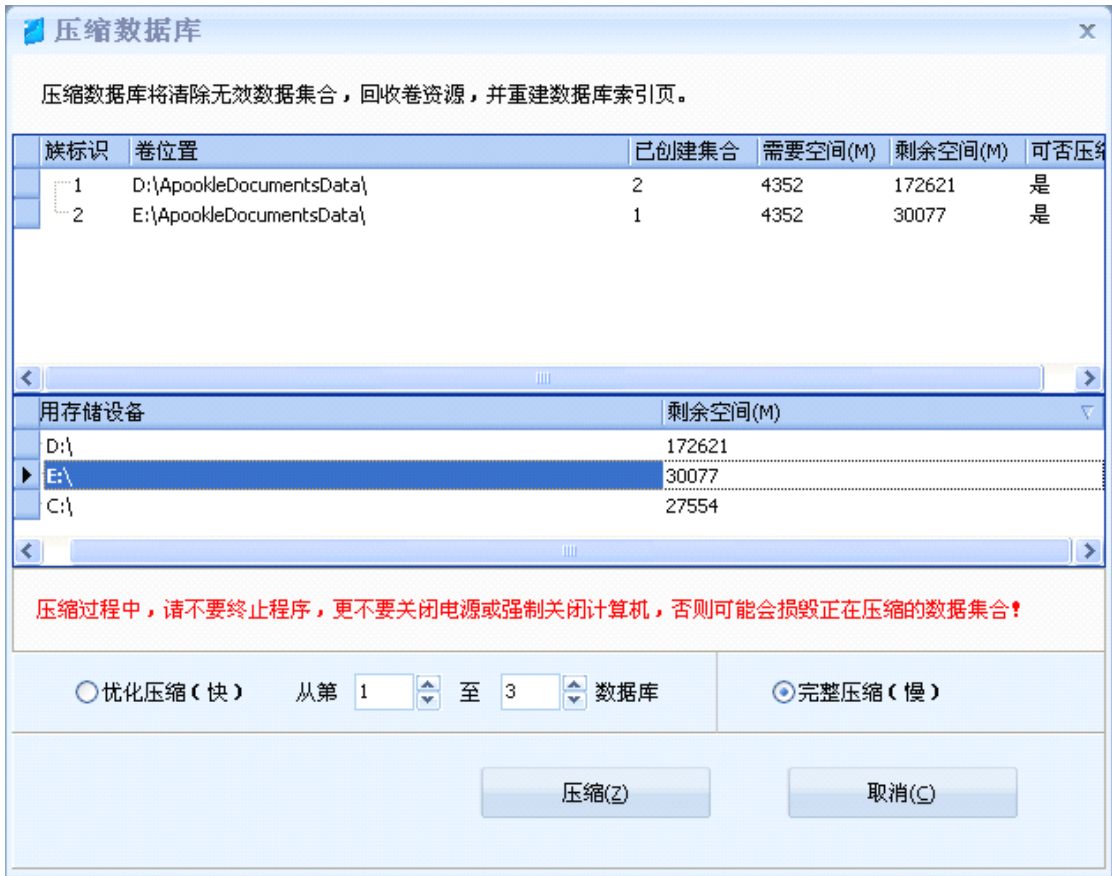 压缩数据库
压缩数据库将清除无效数据集合，回收卷资源，并重建数据库索引页。
族标识 卷位置 已创建集合 需要空间(M) 剩余空间(M) 可否压缩
1 D:\ApookleDocumentsData\ 2 4352 172621 是
2 E:\ApookleDocumentsData\ 1 4352 30077 是
用存储设备 剩余空间(M)
D:\ 172621
E:\ 30077
C:\ 27554
压缩过程中，请不要终止程序，更不要关闭电源或强制关闭计算机，否则可能会损毁正在压缩的数据集合！
优化压缩（快） 从第 1 至 3 数据库 完整压缩（慢）
压缩(Z) 取消(C)